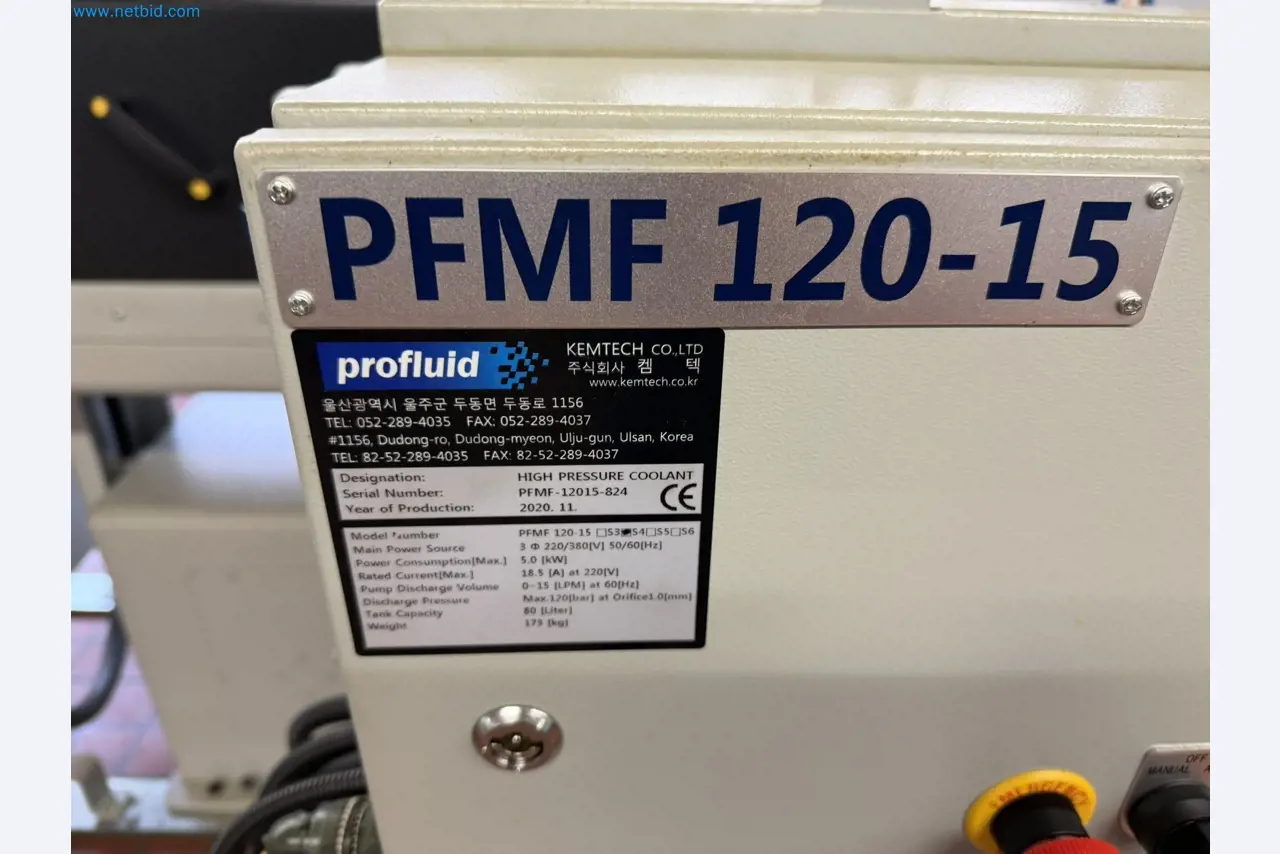 www.netbid.com
PFMF 120-15
profluid
KEMTECH CO.,LTD
주식회사 켐 텍
www.kemtech.co.kr
울산광역시 울주군 두동면 두동로 1156
TEL: 052-289-4035 FAX: 052-289-4037
#1156, Dudong-ro, Dudong-myeon, Ulju-gun, Ulsan, Korea
TEL: 82-52-289-4035 FAX: 82-52-289-4037
Designation: HIGH PRESSURE COOLANT
Serial Number: PFMF-12015-824
Year of Production: 2020. 11.
CE
Model Number PFMF 120-15 □S3■S4□S5□S6
Main Power Source 3 Φ 220/380[V] 50/60[Hz]
Power Consumption[Max.] 5.0 [kW]
Rated Current[Max.] 18.5 [A] at 220[V]
Pump Discharge Volume 0~15 [LPM] at 60[Hz]
Discharge Pressure Max.120[bar] at Orifice1.0[mm]
Tank Capacity 80 [Liter]
Weight 173 [kg]
OFF
MANUAL
EMERGENCY